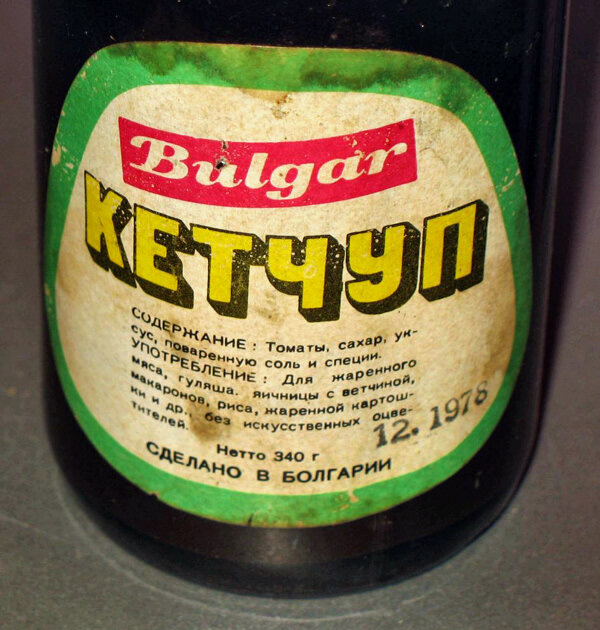 Bulgar
КЕТЧУП
СОДЕРЖАНИЕ : Томаты, сахар, ук-
сус, поваренную соль и специи.
УПОТРЕБЛЕНИЕ : Для жаренного
мяса, гуляша. яичницы с ветчиной,
макаронов, риса, жаренной картош-
ки и др., без искусственных оцве-
тителей.
12.1978
Нетто 340 г
СДЕЛАНО В БОЛГАРИИ